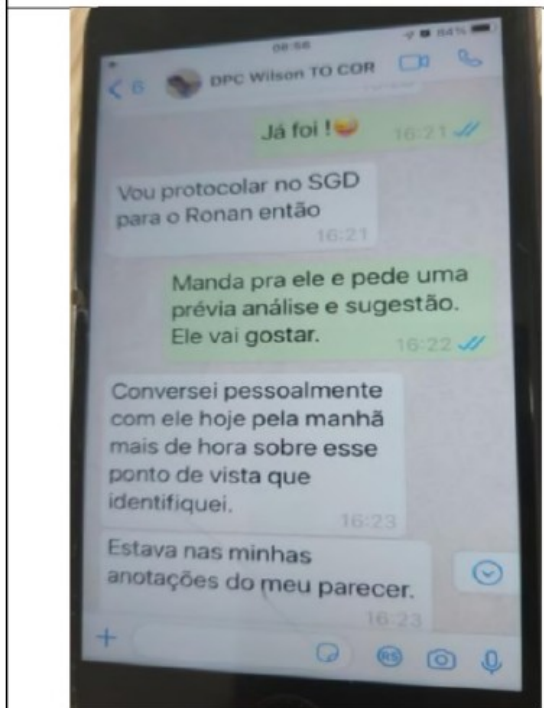 08:56
84%
6
DPC Wilson TO COR
Já foi !😜 16:21
Vou protocolar no SGD
para o Ronan então
16:21
Manda pra ele e pede uma
prévia análise e sugestão.
Ele vai gostar. 16:22
Conversei pessoalmente
com ele hoje pela manhã
mais de hora sobre esse
ponto de vista que
identifiquei.
16:23
Estava nas minhas
anotações do meu parecer.
16:23